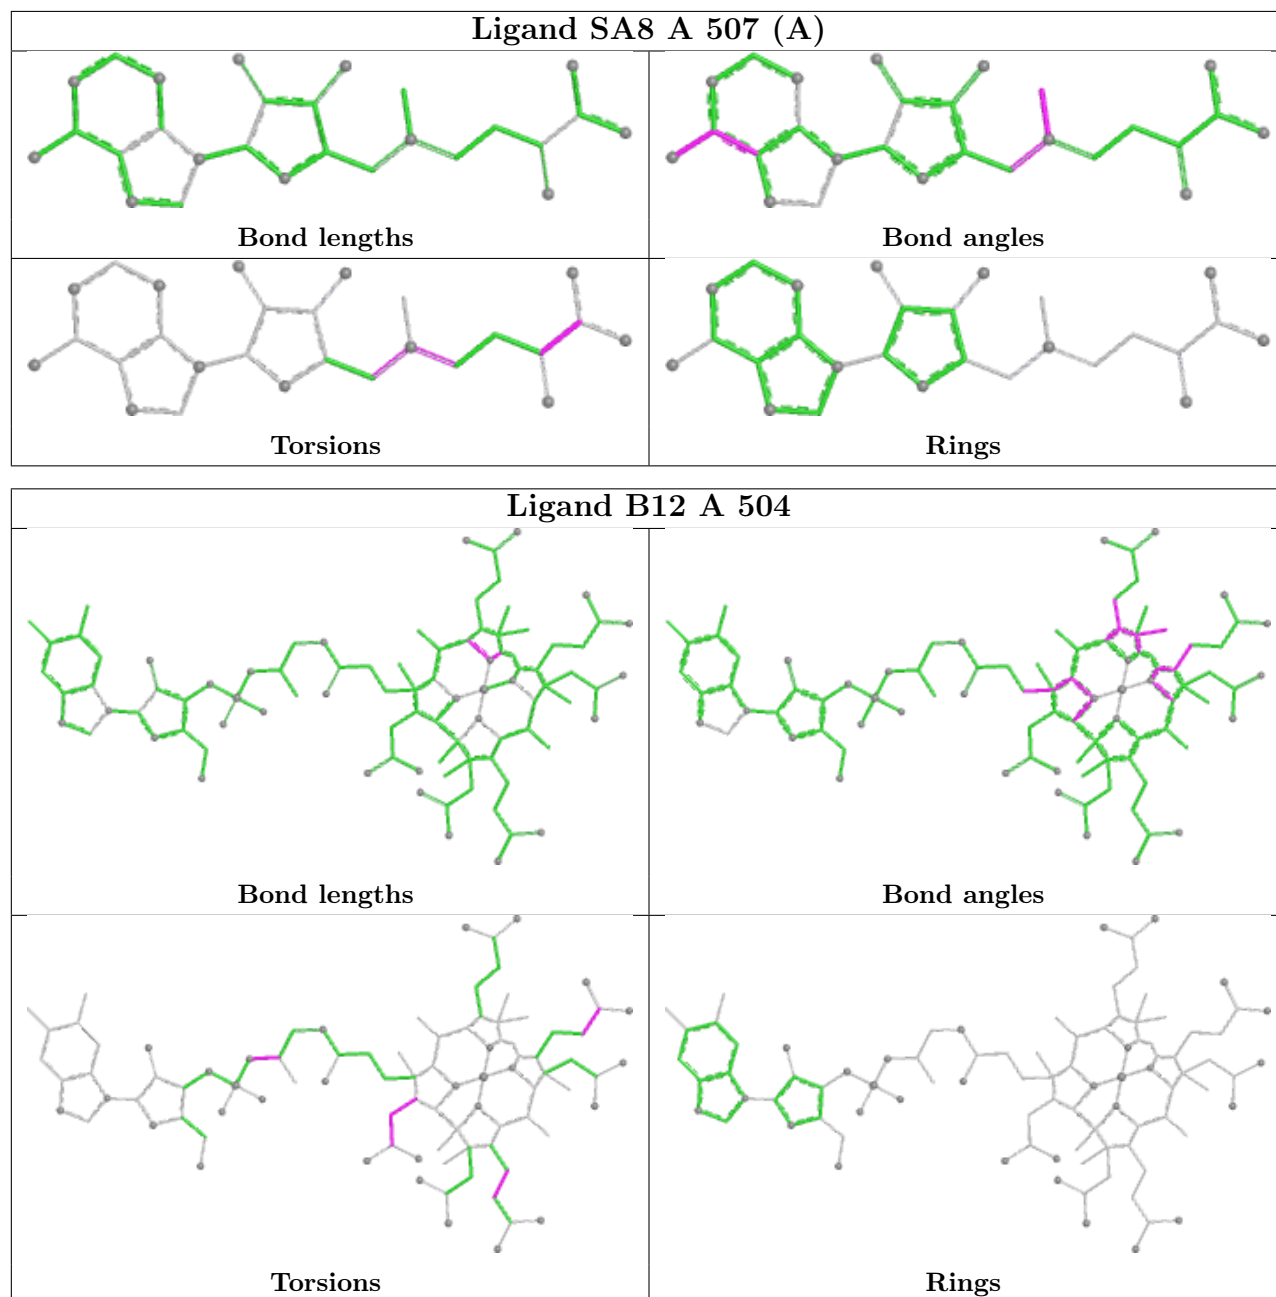 Ligand SA8 A 507 (A)
Bond lengths
Bond angles
Torsions
Rings
Ligand B12 A 504
Bond lengths
Bond angles
Torsions
Rings